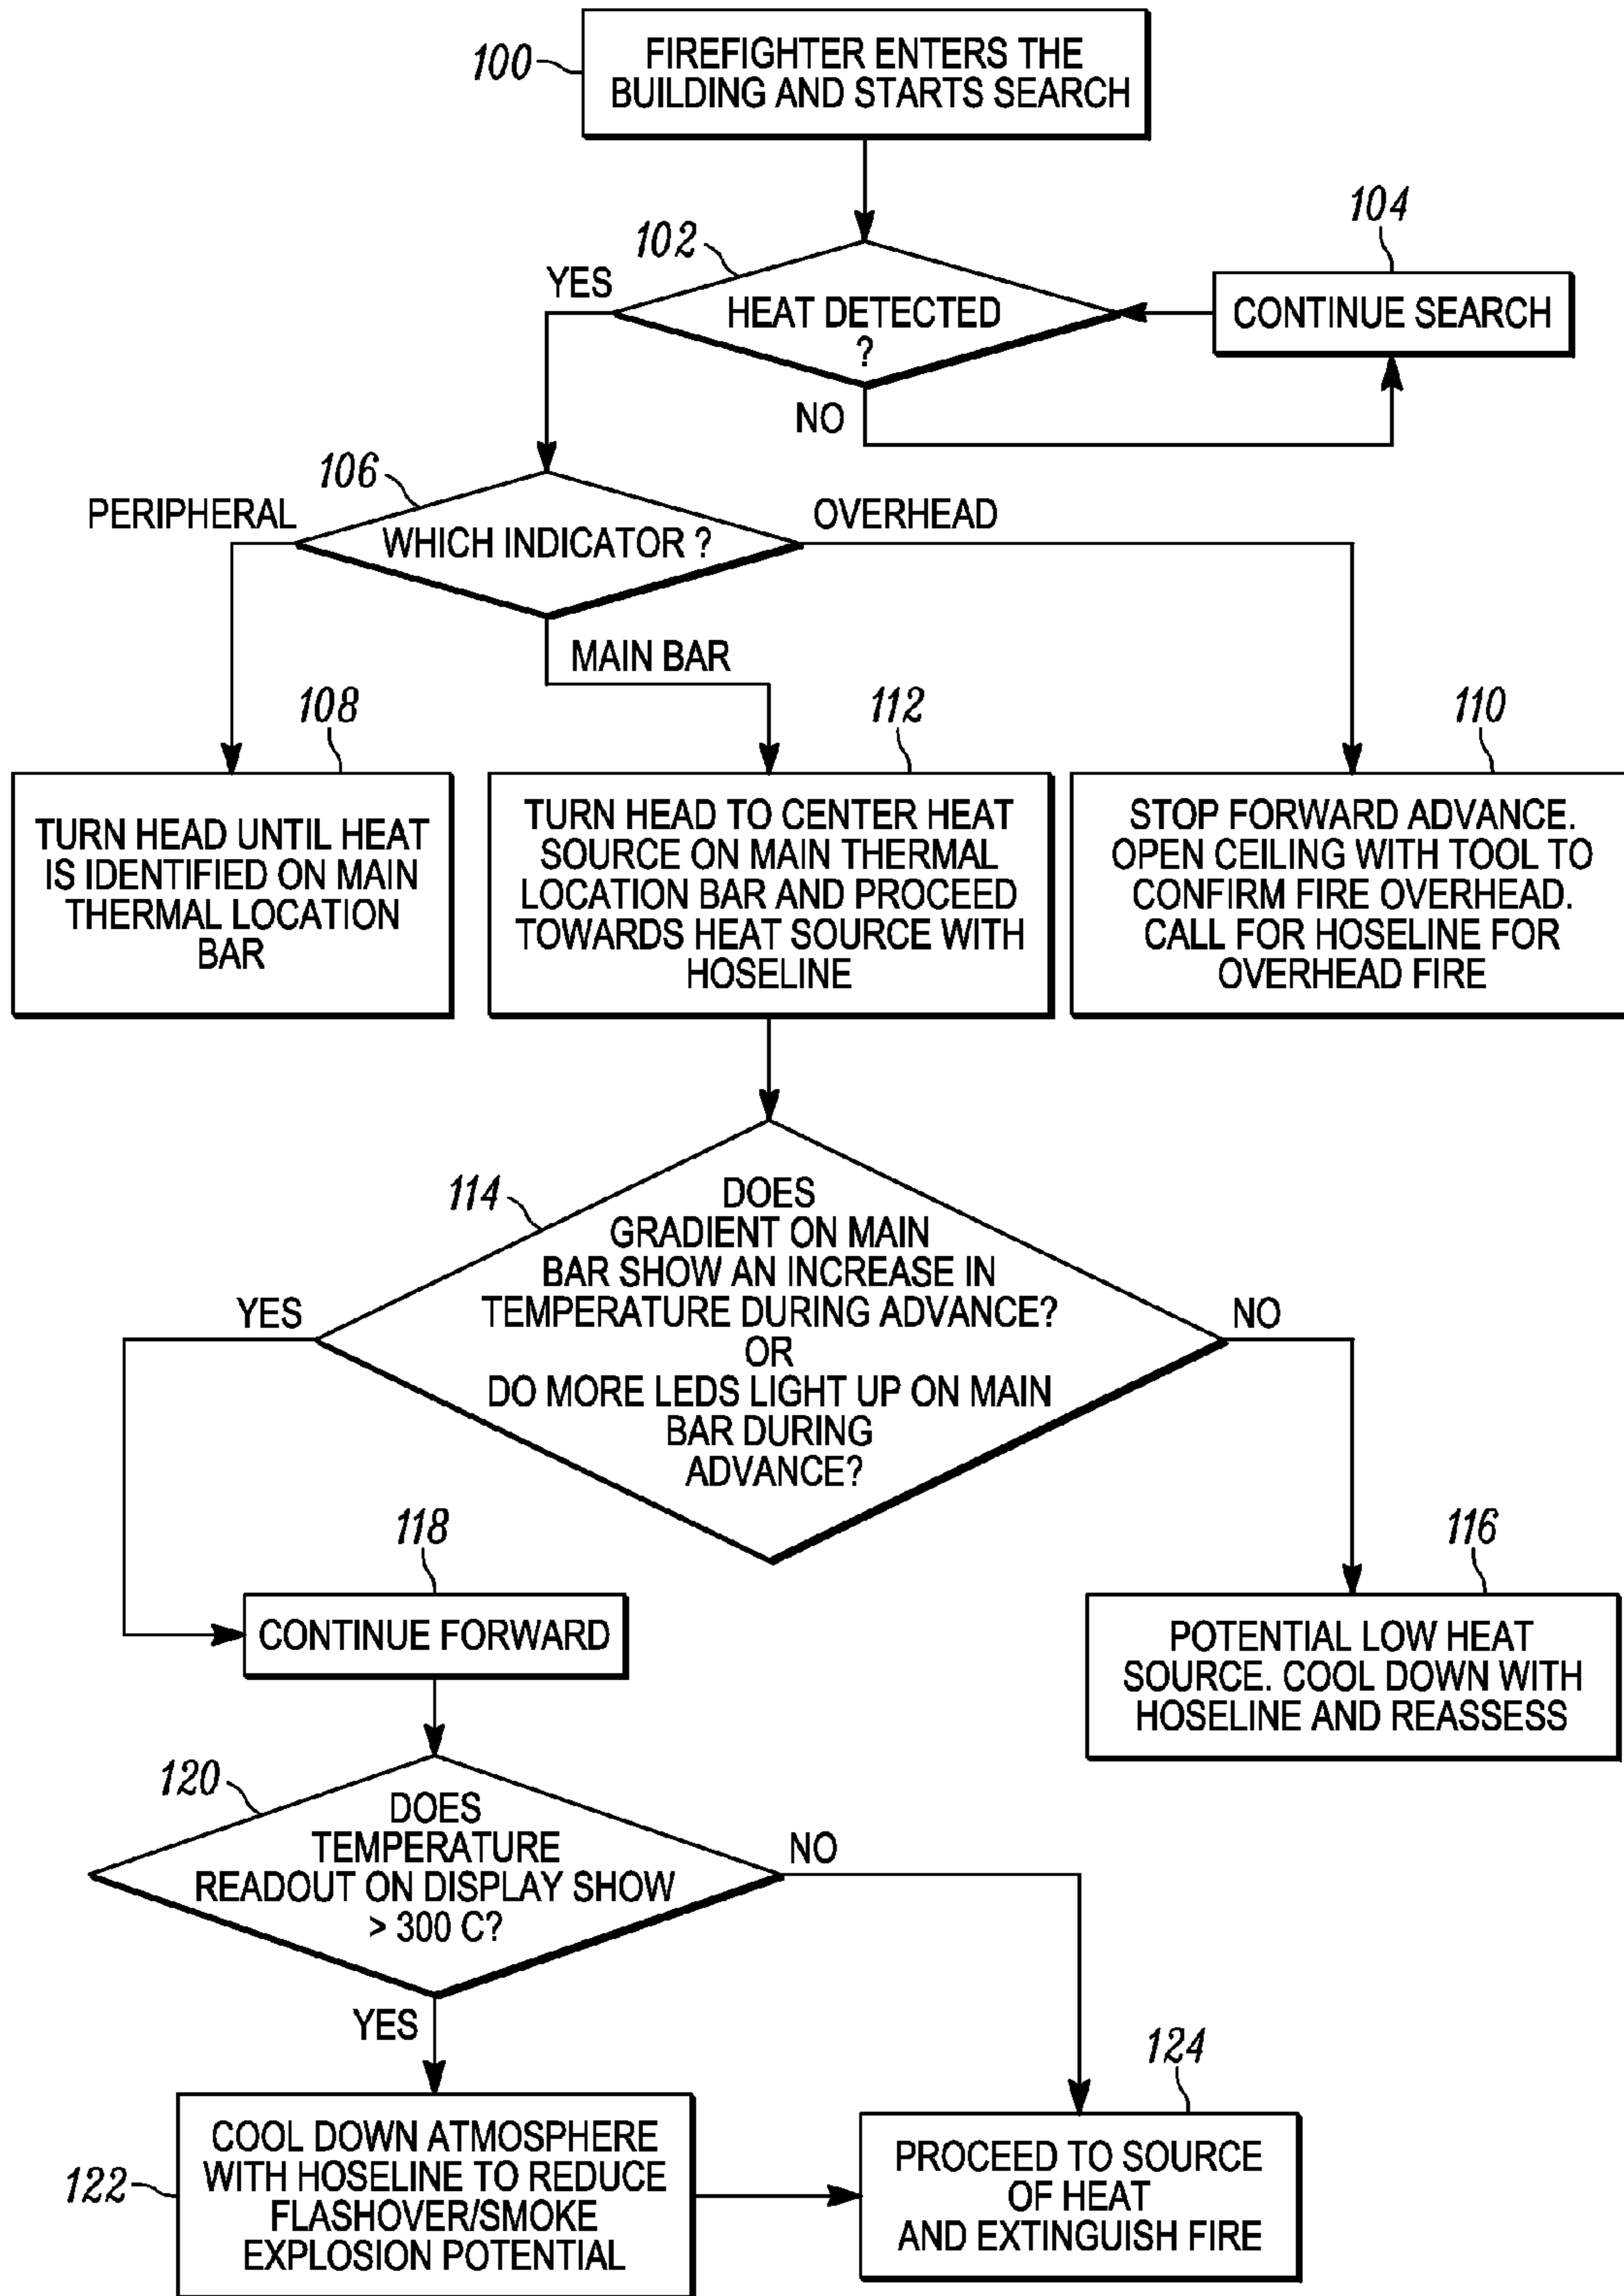 100
FIREFIGHTER ENTERS THE
BUILDING AND STARTS SEARCH
102
YES
HEAT DETECTED
?
NO
104
CONTINUE SEARCH
106
PERIPHERAL
WHICH INDICATOR ?
OVERHEAD
MAIN BAR
108
TURN HEAD UNTIL HEAT
IS IDENTIFIED ON MAIN
THERMAL LOCATION
BAR
112
TURN HEAD TO CENTER HEAT
SOURCE ON MAIN THERMAL
LOCATION BAR AND PROCEED
TOWARDS HEAT SOURCE WITH
HOSELINE
110
STOP FORWARD ADVANCE.
OPEN CEILING WITH TOOL TO
CONFIRM FIRE OVERHEAD.
CALL FOR HOSELINE FOR
OVERHEAD FIRE
114
DOES
GRADIENT ON MAIN
BAR SHOW AN INCREASE IN
TEMPERATURE DURING ADVANCE?
OR
DO MORE LEDS LIGHT UP ON MAIN
BAR DURING
ADVANCE?
YES
NO
118
CONTINUE FORWARD
116
POTENTIAL LOW HEAT
SOURCE. COOL DOWN WITH
HOSELINE AND REASSESS
120
DOES
TEMPERATURE
READOUT ON DISPLAY SHOW
> 300 C?
NO
YES
122
COOL DOWN ATMOSPHERE
WITH HOSELINE TO REDUCE
FLASHOVER/SMOKE
EXPLOSION POTENTIAL
124
PROCEED TO SOURCE
OF HEAT
AND EXTINGUISH FIRE